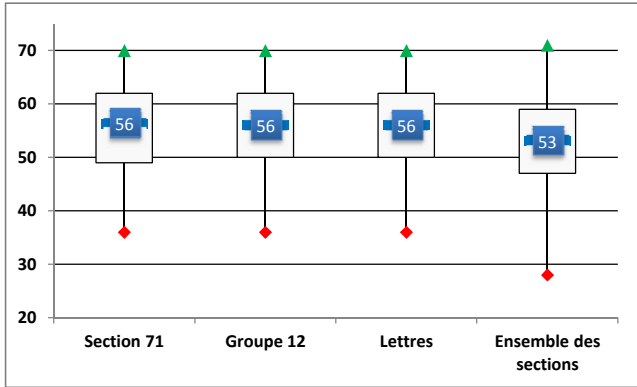 70
60
50
40
30
20
56
56
56
53
Section 71
Groupe 12
Lettres
Ensemble des
sections